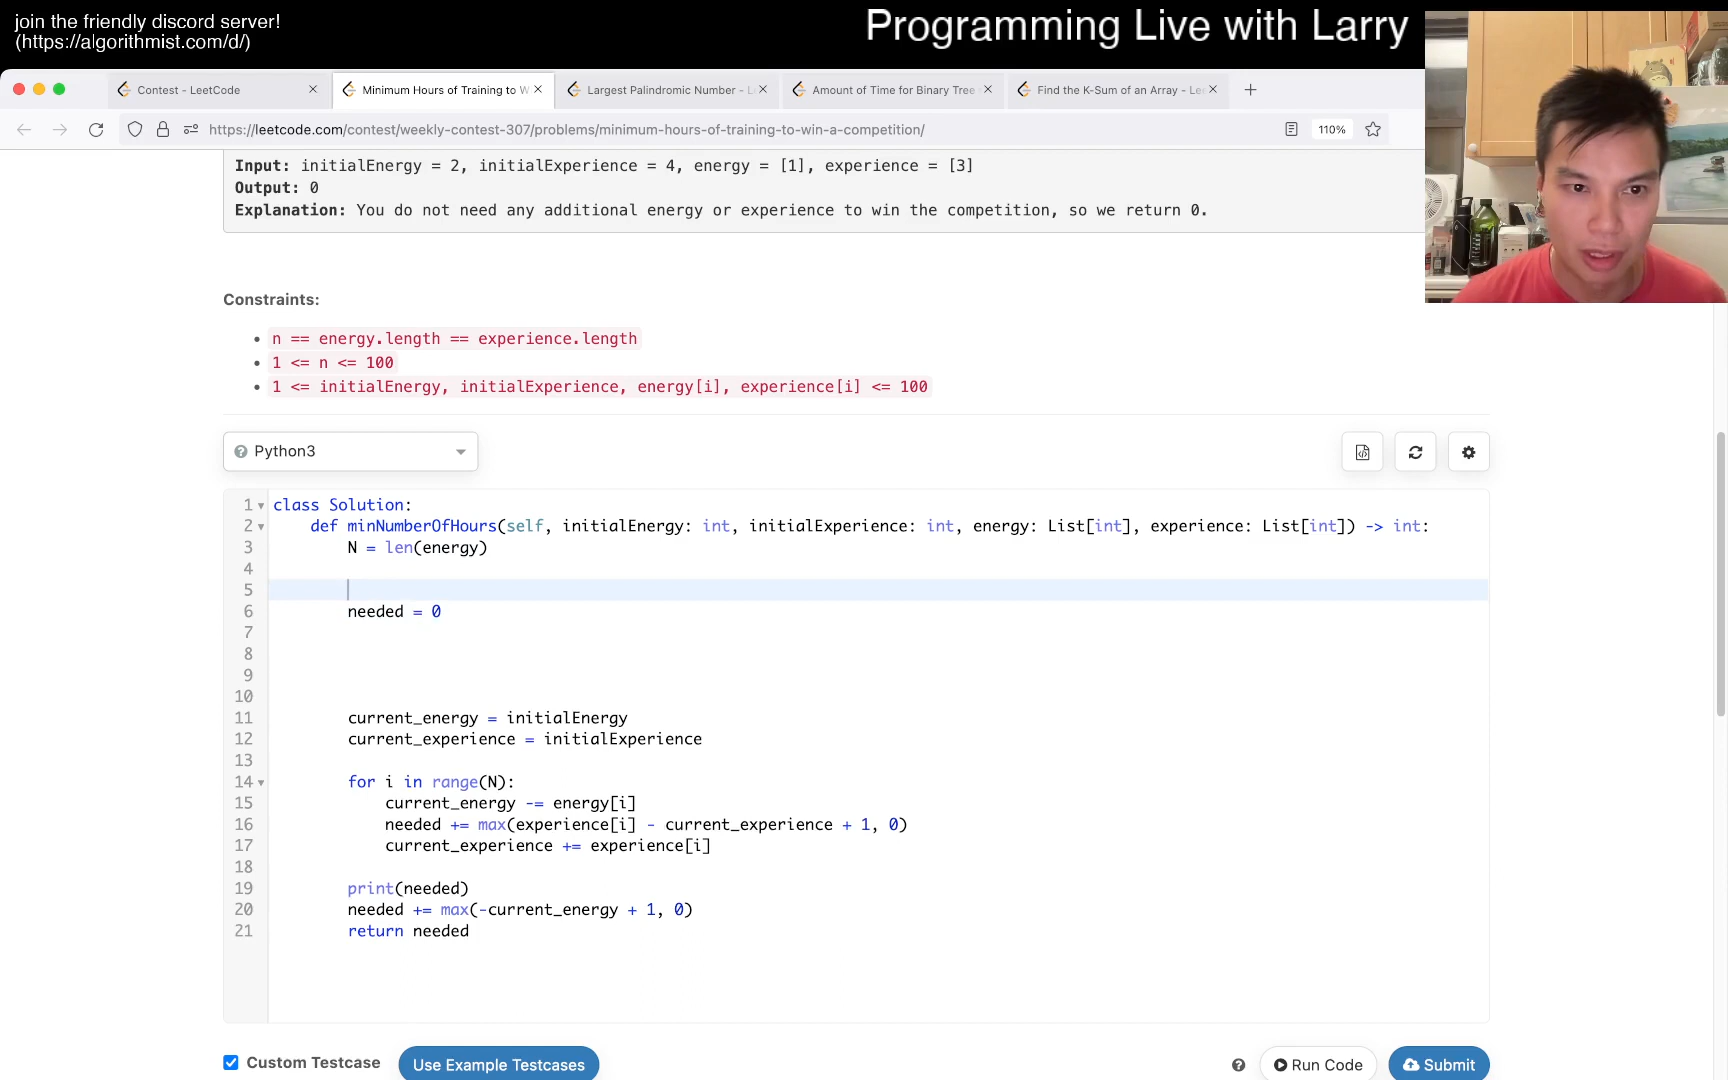 join the friendly discord server!
(https://algorithmist.com/d/)
Programming Live with Larry
Contest - LeetCode
Minimum Hours of Training to W
Largest Palindromic Number - L
Amount of Time for Binary Tree
Find the K-Sum of an Array - Le
https://leetcode.com/contest/weekly-contest-307/problems/minimum-hours-of-training-to-win-a-competition/
110%
Input: initialEnergy = 2, initialExperience = 4, energy = [1], experience = [3]
Output: 0
Explanation: You do not need any additional energy or experience to win the competition, so we return 0.
Constraints:
n == energy.length == experience.length
1 <= n <= 100
1 <= initialEnergy, initialExperience, energy[i], experience[i] <= 100
Python3
1 class Solution:
2 def minNumberOfHours(self, initialEnergy: int, initialExperience: int, energy: List[int], experience: List[int]) -> int:
3 N = len(energy)
4
5
6 needed = 0
7
8
9
10
11 current_energy = initialEnergy
12 current_experience = initialExperience
13
14 for i in range(N):
15 current_energy -= energy[i]
16 needed += max(experience[i] - current_experience + 1, 0)
17 current_experience += experience[i]
18
19 print(needed)
20 needed += max(-current_energy + 1, 0)
21 return needed
Custom Testcase
Use Example Testcases
Run Code
Submit